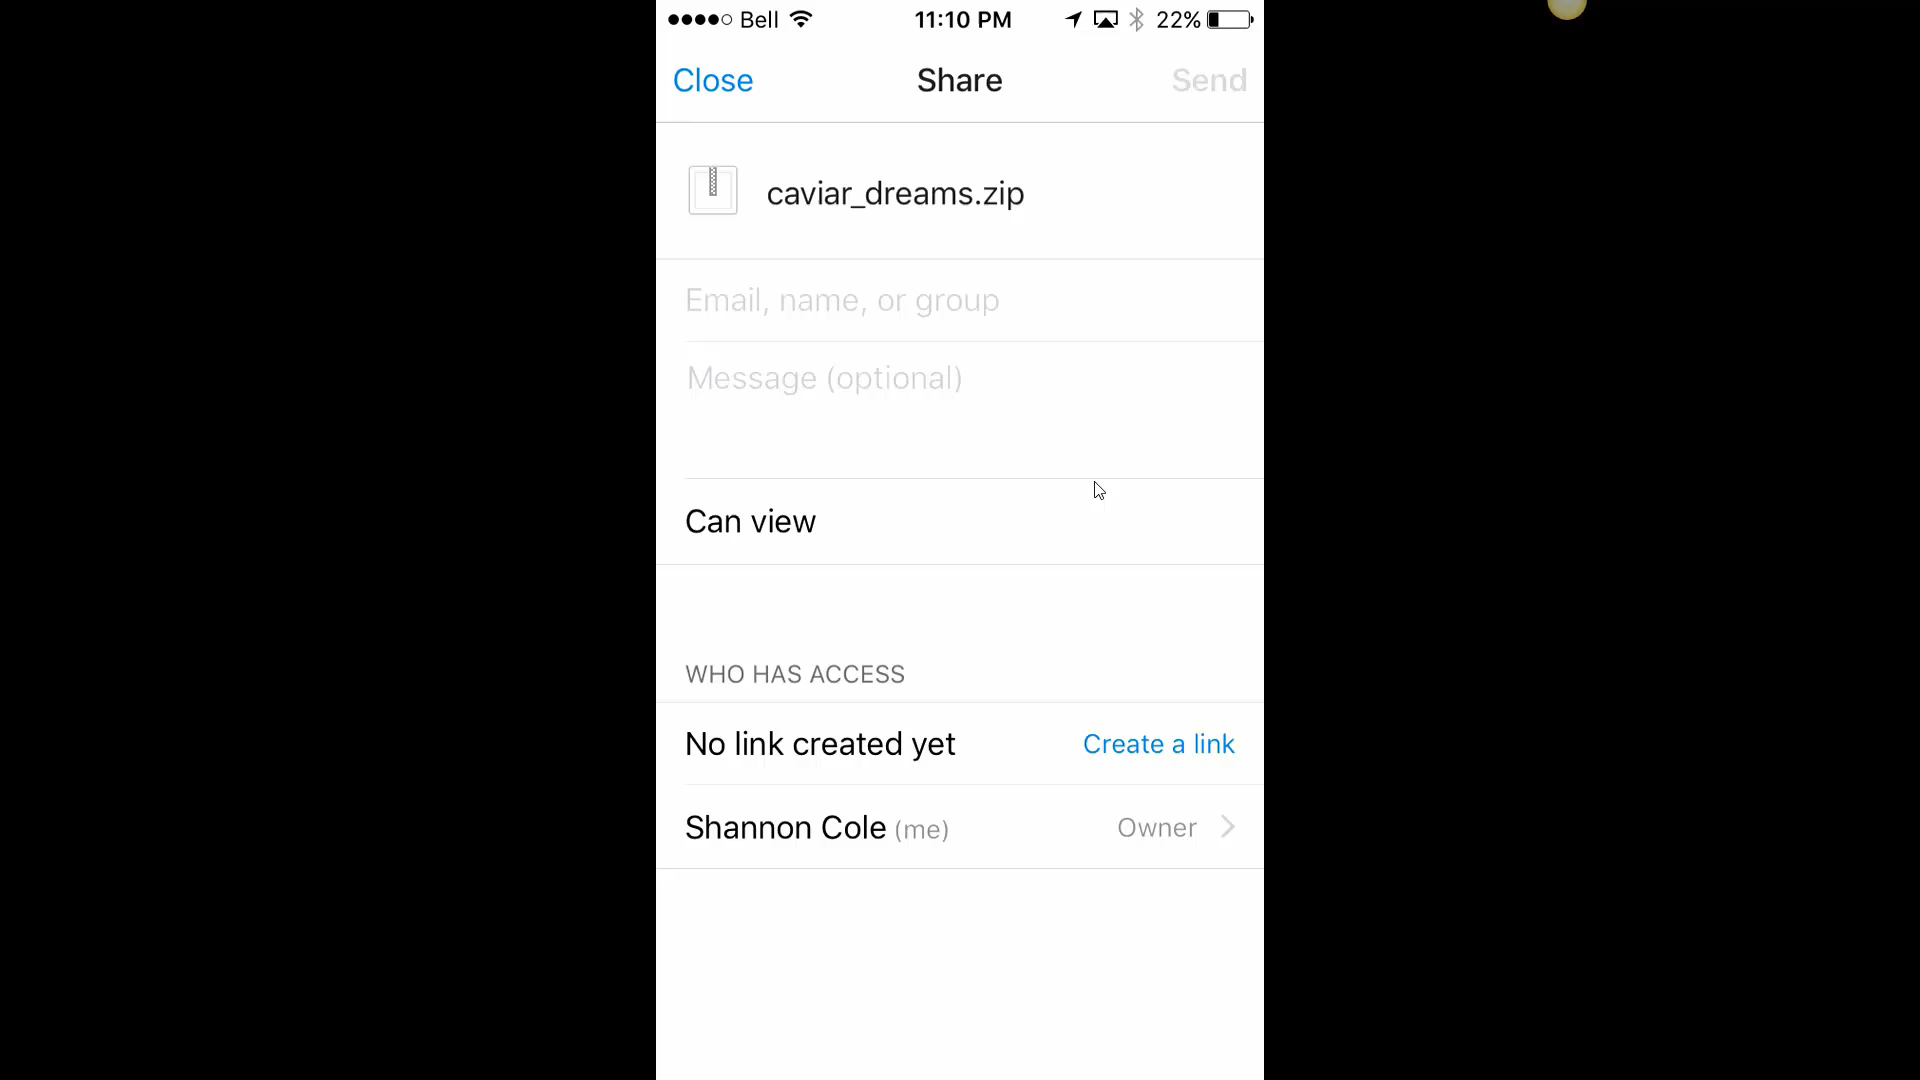 Bell 11:10 PM 22%
Close Share Send
caviar_dreams.zip
Email, name, or group
Message (optional)
Can view
WHO HAS ACCESS
No link created yet Create a link
Shannon Cole (me) Owner